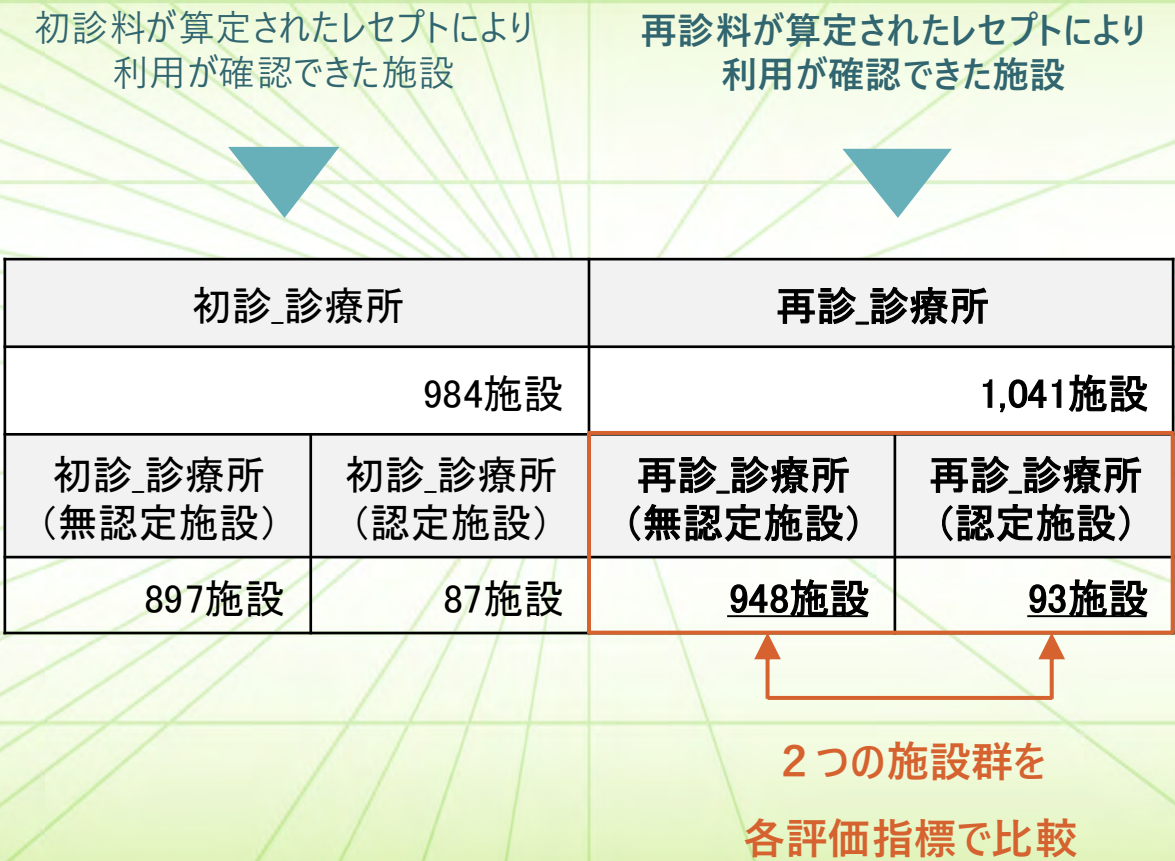 初診料が算定されたレセプトにより
利用が確認できた施設
再診料が算定されたレセプトにより
利用が確認できた施設
初診_診療所
再診_診療所
984施設
1,041施設
初診_診療所
（無認定施設）
初診_診療所
（認定施設）
再診_診療所
（無認定施設）
再診_診療所
（認定施設）
897施設
87施設
948施設
93施設
２つの施設群を
各評価指標で比較